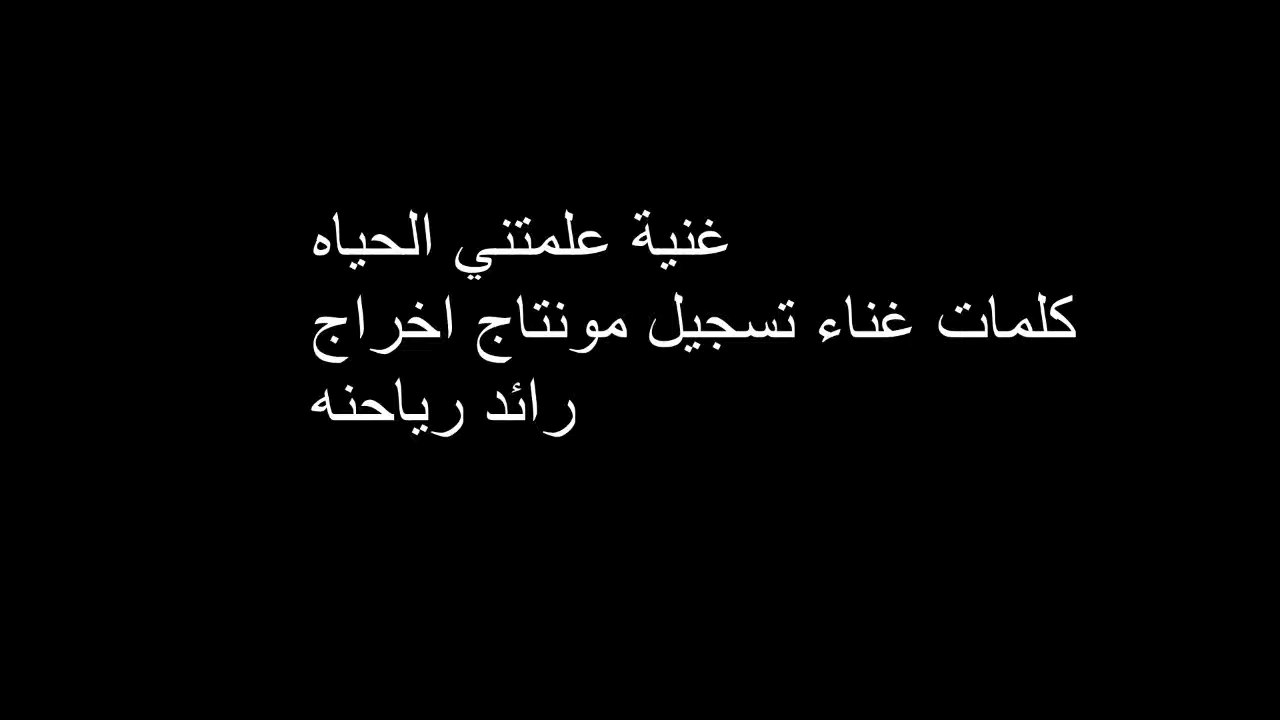 غنية علمتني الحياه
كلمات غناء تسجيل مونتاج اخراج
رائد رياحنه